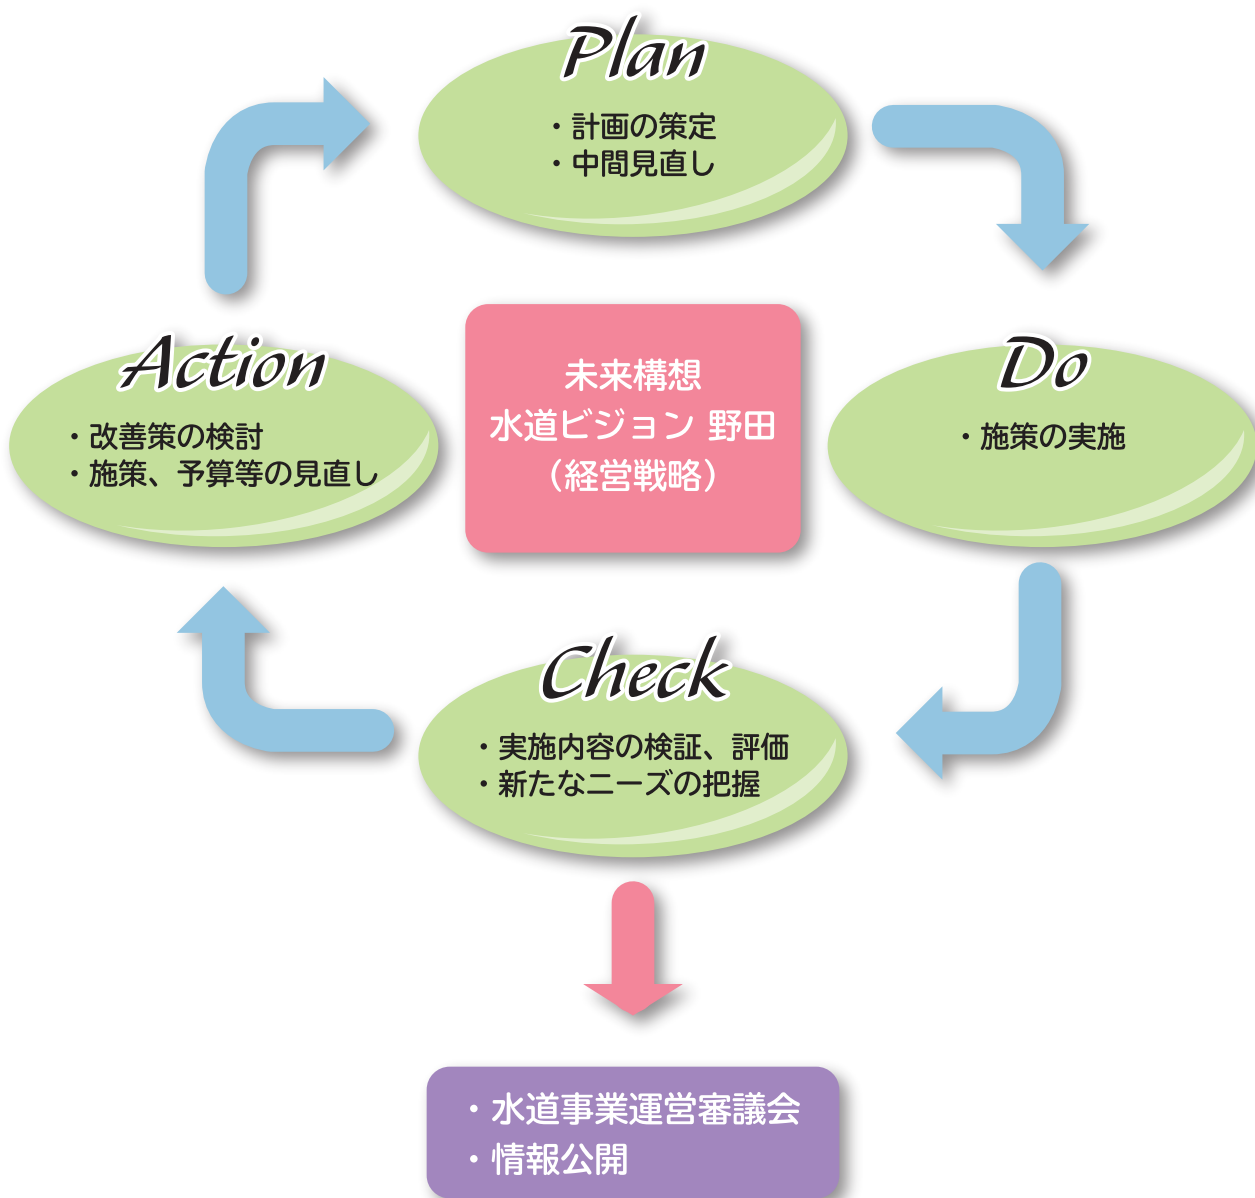 Plan
・計画の策定
・中間見直し
Action
・改善策の検討
・施策、予算等の見直し
未来構想
水道ビジョン 野田
（経営戦略）
Do
・施策の実施
Check
・実施内容の検証、評価
・新たなニーズの把握
・水道事業運営審議会
・情報公開